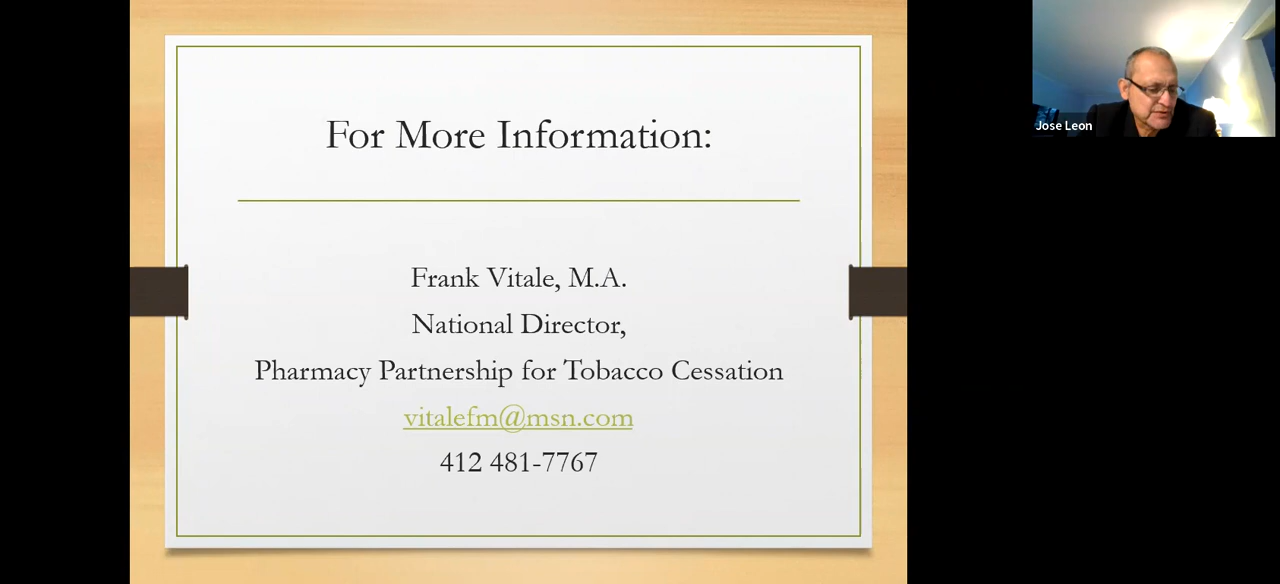 For More Information:
Frank Vitale, M.A.
National Director,
Pharmacy Partnership for Tobacco Cessation
vitalefm@msn.com
412 481-7767
Jose Leon